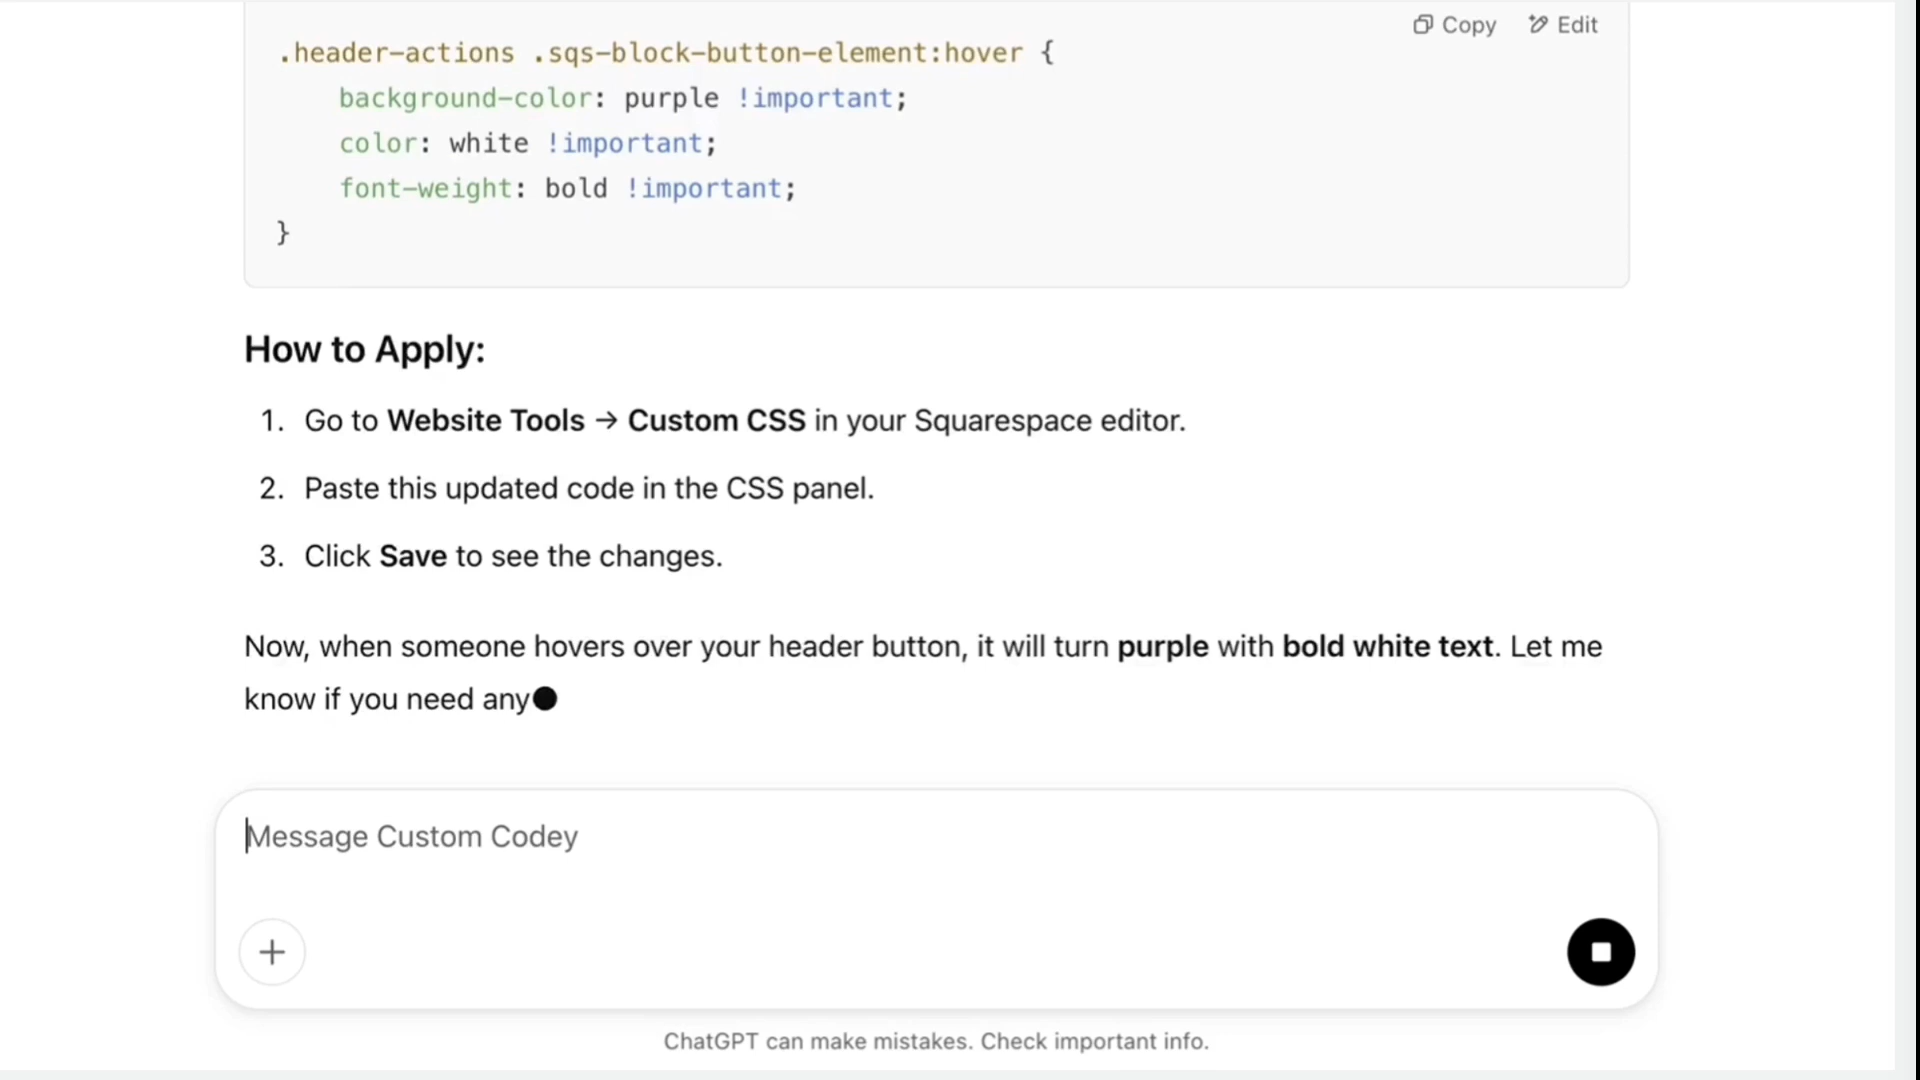 Copy Edit
.header-actions .sqs-block-button-element:hover {
background-color: purple !important;
color: white !important;
font-weight: bold !important;
}
How to Apply:
1. Go to Website Tools → Custom CSS in your Squarespace editor.
2. Paste this updated code in the CSS panel.
3. Click Save to see the changes.
Now, when someone hovers over your header button, it will turn purple with bold white text. Let me
know if you need any
Message Custom Codey
ChatGPT can make mistakes. Check important info.